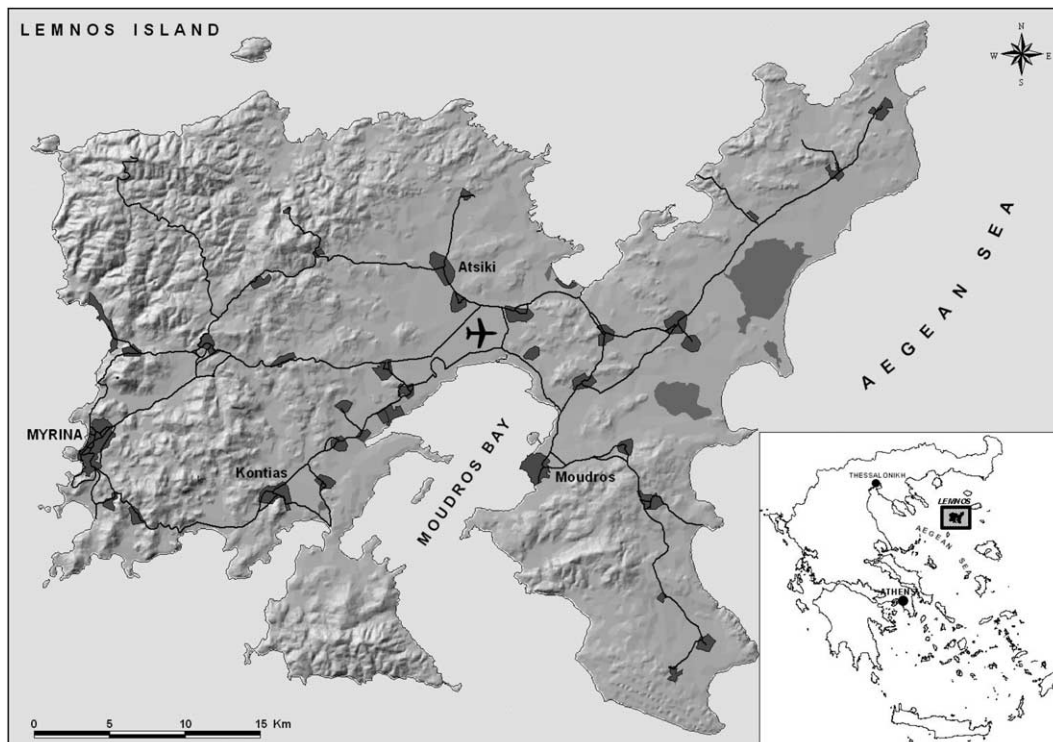 LEMNOS ISLAND
N
W E
S
Atsiki
AEGEAN SEA
MYRINA
Kontias
MOUDROS BAY
Moudros
0 5 10 15 Km
THESSALONIKH
LEMNOS
AEGEAN SEA
ATHENS